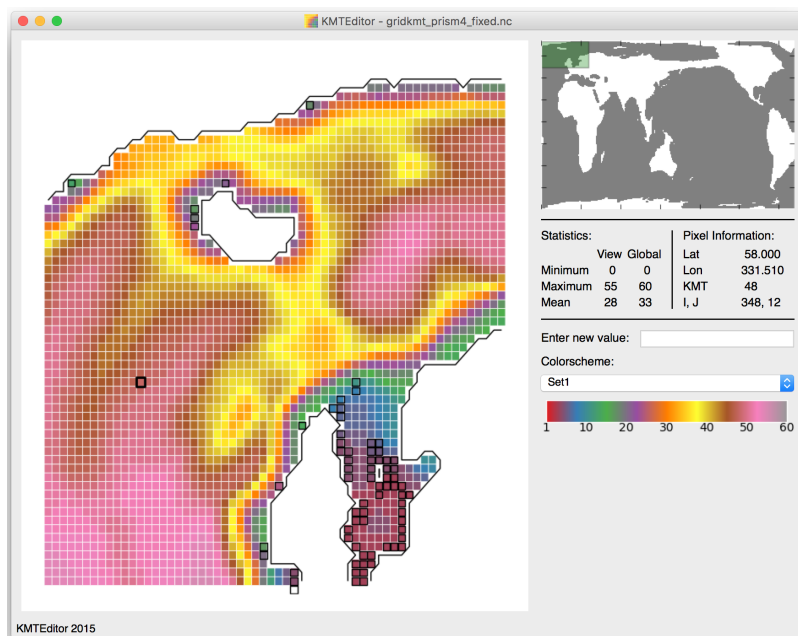 KMTEditor - gridkmt_prism4_fixed.nc
Statistics:
View Global
Minimum 0 0
Maximum 55 60
Mean 28 33
Pixel Information:
Lat 58.000
Lon 331.510
KMT 48
I, J 348, 12
Enter new value:
Colorscheme:
Set1
1 10 20 30 40 50 60
KMTEditor 2015